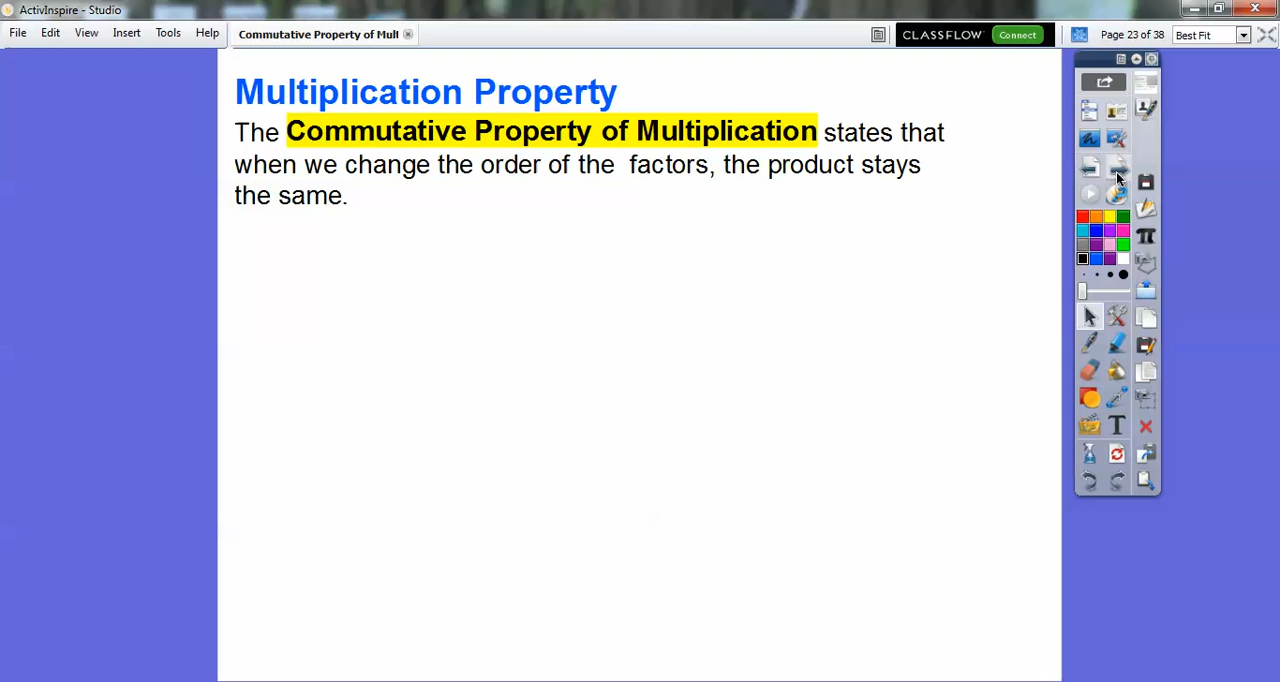 ActivInspire - Studio
File Edit View Insert Tools Help Commutative Property of Mult CLASSFLOW Connect Page 23 of 38 Best Fit
Multiplication Property
The Commutative Property of Multiplication states that
when we change the order of the factors, the product stays
the same.